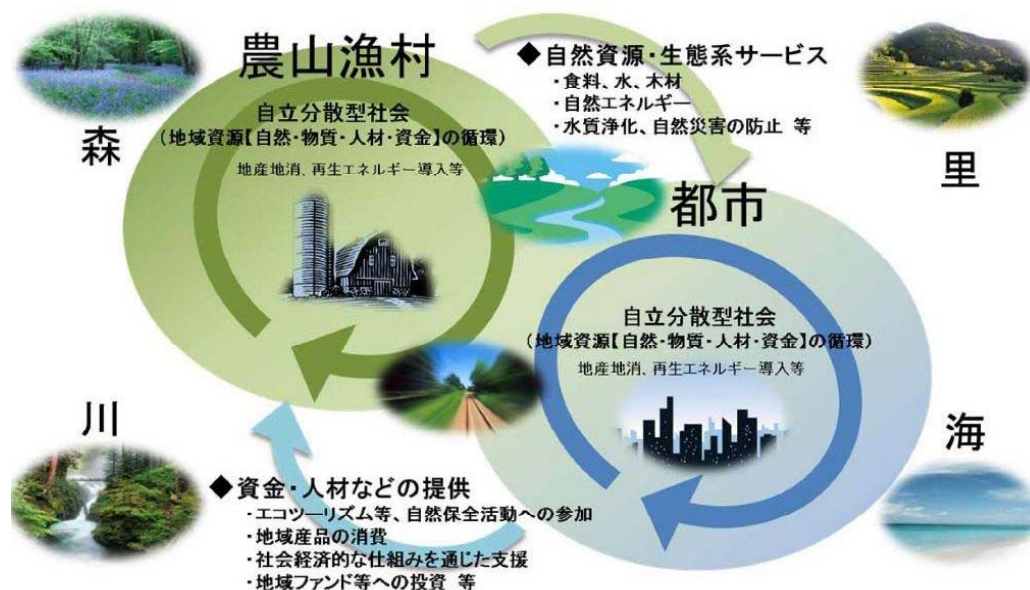 農山漁村
森
自立分散型社会
(地域資源【自然・物質・人材・資金】の循環)
地産地消、再生エネルギー導入等
◆自然資源・生態系サービス
・食料、水、木材
・自然エネルギー
・水質浄化、自然災害の防止 等
里
都市
自立分散型社会
(地域資源【自然・物質・人材・資金】の循環)
地産地消、再生エネルギー導入等
川
海
◆資金・人材などの提供
・エコツーリズム等、自然保全活動への参加
・地域産品の消費
・社会経済的な仕組みを通じた支援
・地域ファンド等への投資 等